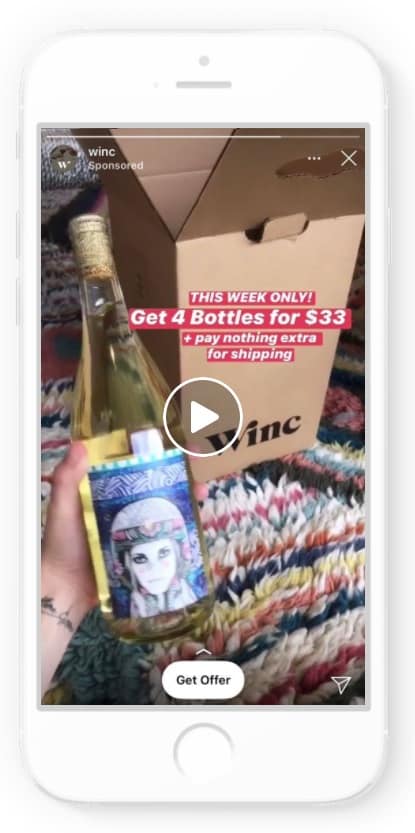 winc
Sponsored
THIS WEEK ONLY!
Get 4 Bottles for $33
+ pay nothing extra
for shipping
Winc
Get Offer